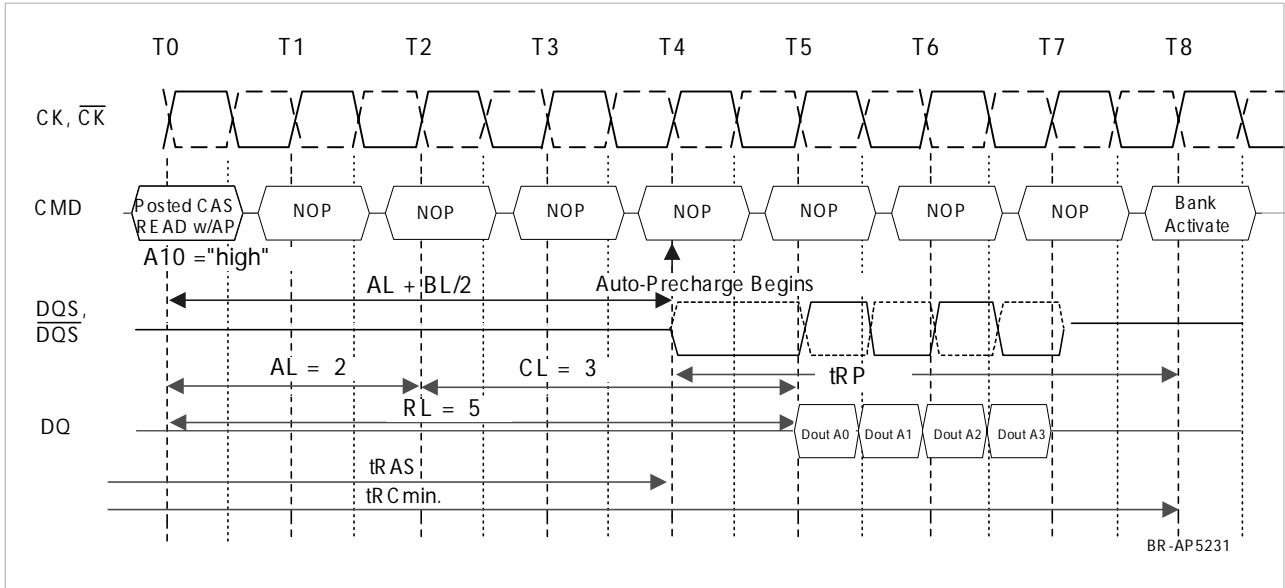 T0 T1 T2 T3 T4 T5 T6 T7 T8
CK, CK
CMD
Posted CAS
READ w/AP
NOP NOP NOP NOP NOP NOP NOP
Bank
Activate
A10 ="high"
AL + BL/2
Auto-Precharge Begins
DQS,
DQS
AL = 2
CL = 3
tRP
RL = 5
DQ
Dout A0 Dout A1 Dout A2 Dout A3
tRAS
tRCmin.
BR-AP5231